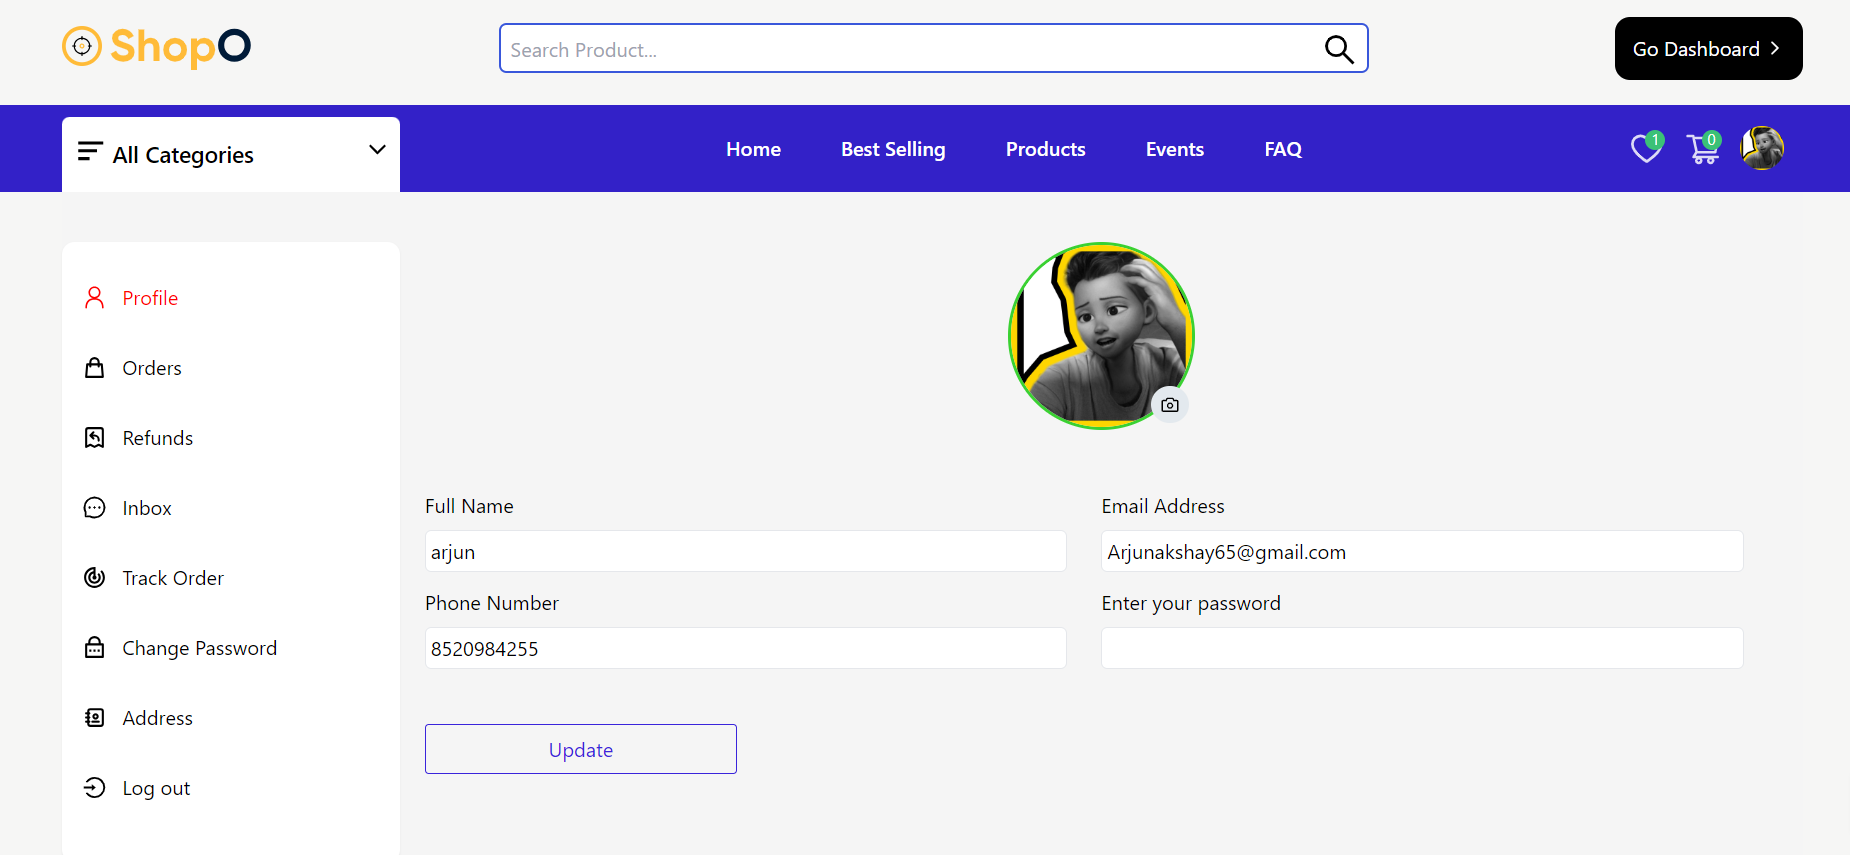 ShopO
Search Product...
Go Dashboard
All Categories
Home Best Selling Products Events FAQ
1 0
Profile
Orders
Refunds
Inbox
Track Order
Change Password
Address
Log out
Full Name
arjun
Email Address
Arjunakshay65@gmail.com
Phone Number
8520984255
Enter your password
Update